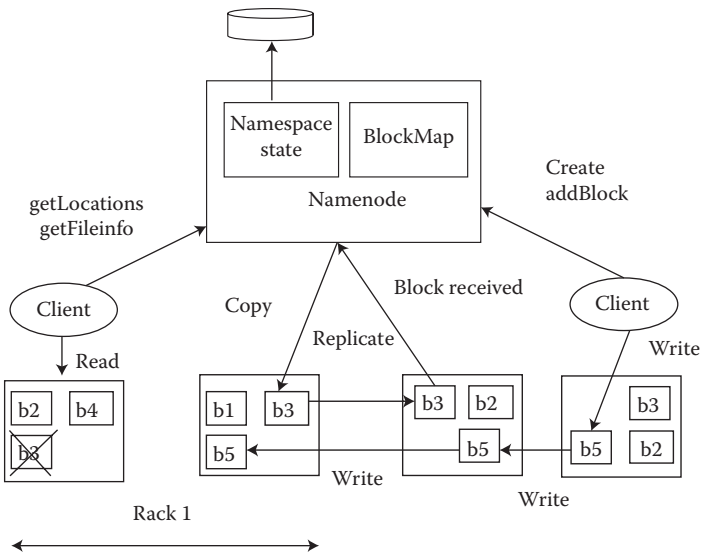 Namespace
state
BlockMap
Namenode
Create
addBlock
getLocations
getFileinfo
Client
Client
Copy
Block received
Replicate
Read
Write
b2
b4
b3
b1
b3
b5
b3
b2
b5
b3
b5
b2
Write
Write
Rack 1